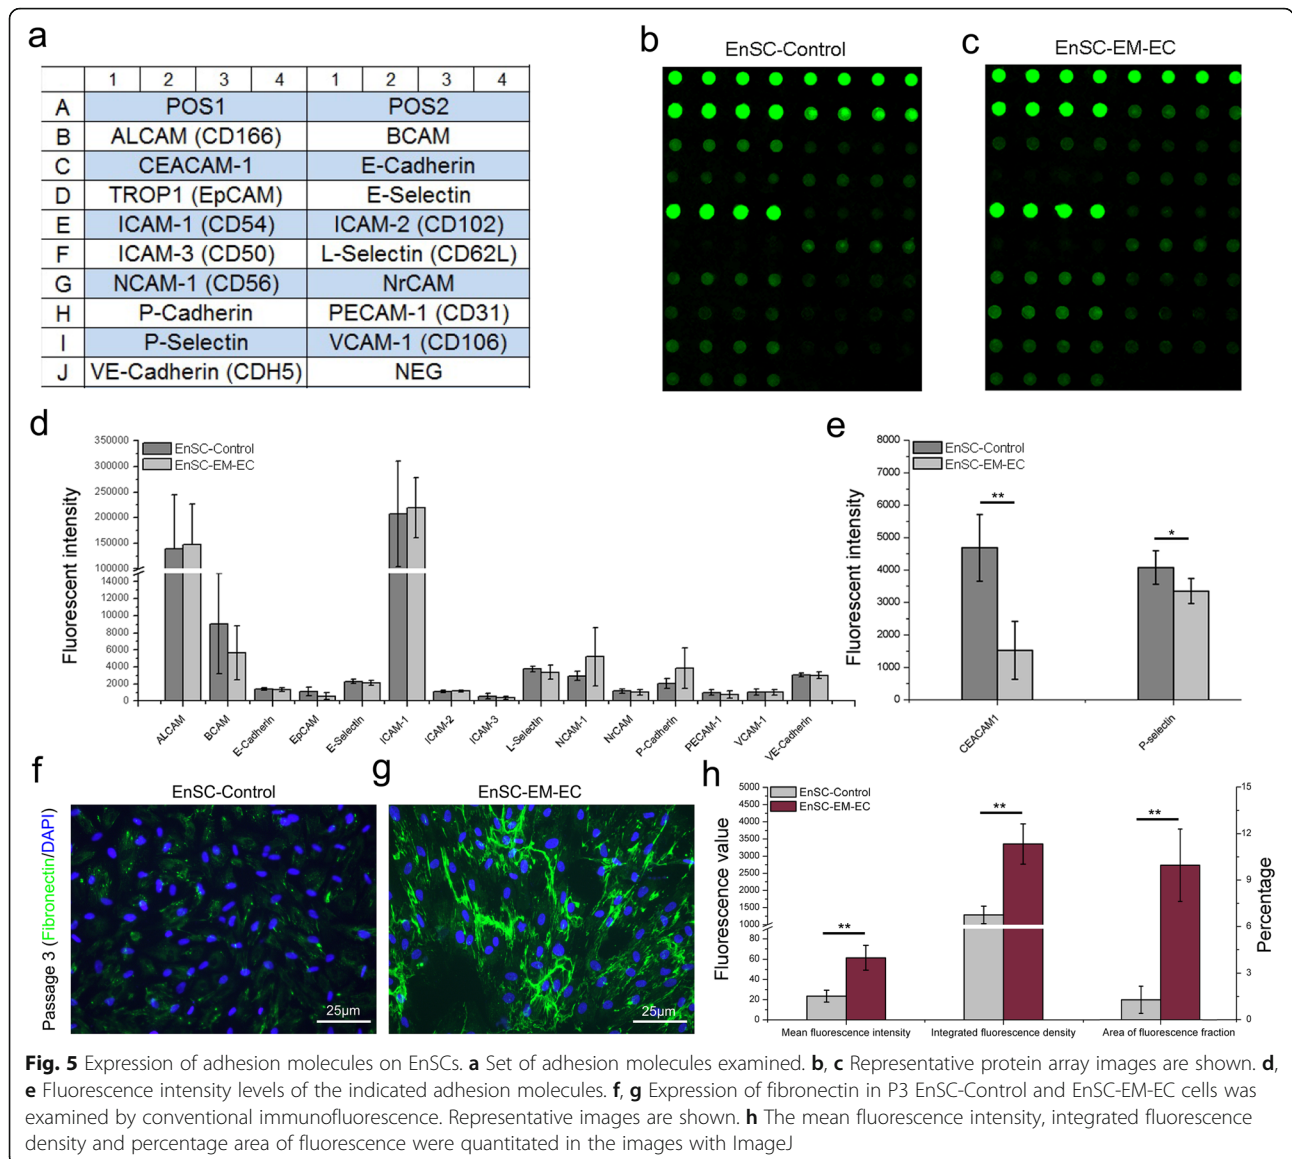 a
1 2 3 4 1 2 3 4
A POS1 POS2
B ALCAM (CD166) BCAM
C CEACAM-1 E-Cadherin
D TROP1 (EpCAM) E-Selectin
E ICAM-1 (CD54) ICAM-2 (CD102)
F ICAM-3 (CD50) L-Selectin (CD62L)
G NCAM-1 (CD56) NrCAM
H P-Cadherin PECAM-1 (CD31)
I P-Selectin VCAM-1 (CD106)
J VE-Cadherin (CDH5) NEG
b
EnSC-Control
c
EnSC-EM-EC
d
Fluorescent intensity
350000
300000
250000
200000
150000
100000
14000
12000
10000
8000
6000
4000
2000
0
EnSC-Control
EnSC-EM-EC
ALCAM
BCAM
E-Cadherin
EpCAM
E-Selectin
ICAM-1
ICAM-2
ICAM-3
L-Selectin
NCAM-1
NrCAM
P-Cadherin
PECAM-1
VCAM-1
VE-Cadherin
e
Fluorescent intensity
8000
7000
6000
5000
4000
3000
2000
1000
0
EnSC-Control
EnSC-EM-EC
**
*
CEACAM1
P-selectin
f
EnSC-Control
Passage 3 (Fibronectin/DAPI)
25μm
g
EnSC-EM-EC
25μm
h
Fluorescence value
5000
4500
4000
3500
3000
2500
2000
1500
1000
80
60
40
20
0
EnSC-Control
EnSC-EM-EC
**
**
**
15
12
9
6
3
0
Percentage
Mean fluorescence intensity
Integrated fluorescence density
Area of fluorescence fraction
Fig. 5 Expression of adhesion molecules on EnSCs. a Set of adhesion molecules examined. b, c Representative protein array images are shown. d,
e Fluorescence intensity levels of the indicated adhesion molecules. f, g Expression of fibronectin in P3 EnSC-Control and EnSC-EM-EC cells was
examined by conventional immunofluorescence. Representative images are shown. h The mean fluorescence intensity, integrated fluorescence
density and percentage area of fluorescence were quantitated in the images with ImageJ